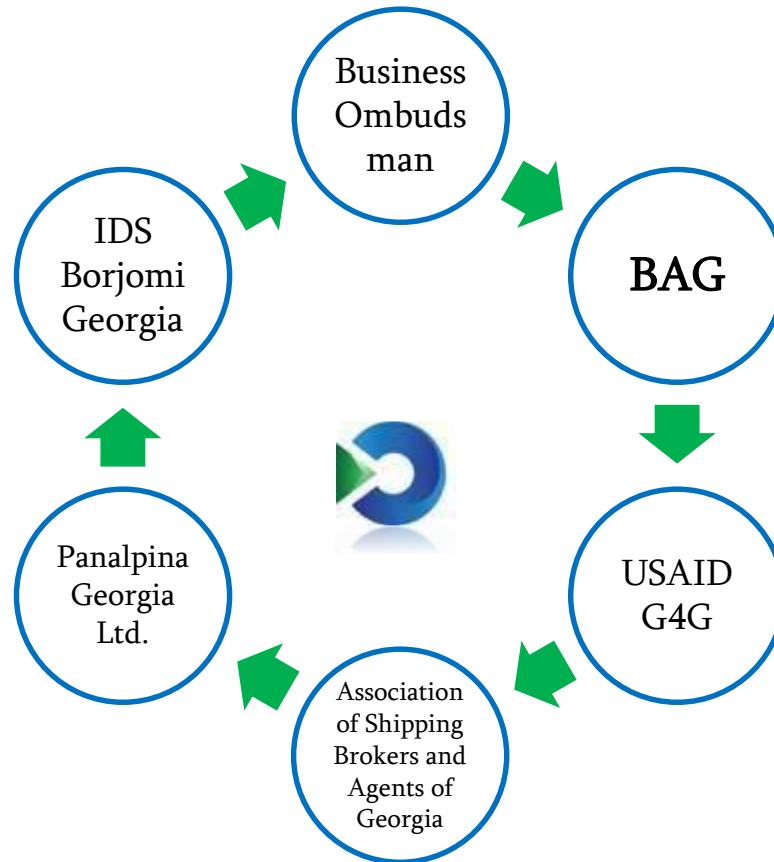 Business
Ombuds
man
BAG
USAID
G4G
Association
of Shipping
Brokers and
Agents of
Georgia
Panalpina
Georgia
Ltd.
IDS
Borjomi
Georgia